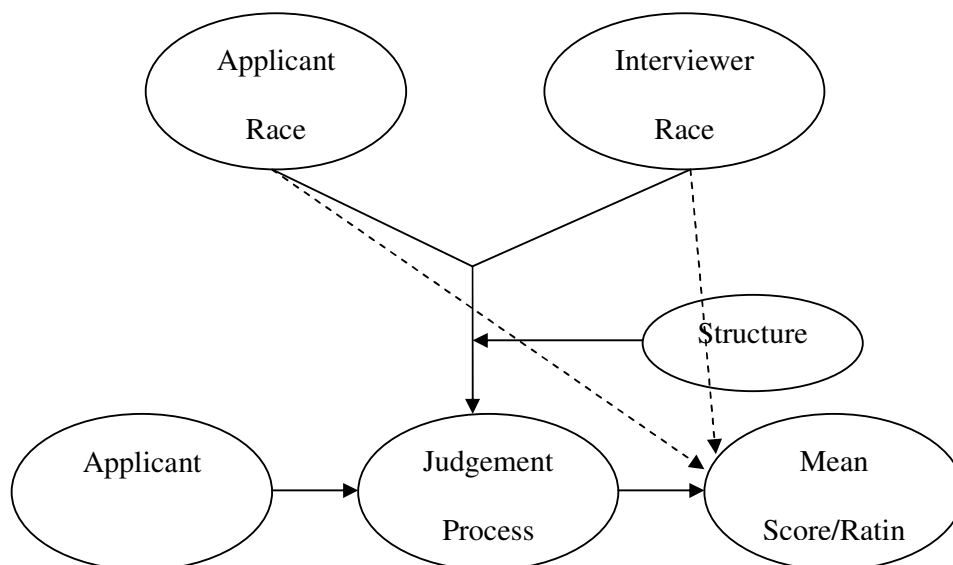 Applicant
Race
Interviewer
Race
Structure
Applicant
Judgement
Process
Mean
Score/Ratin